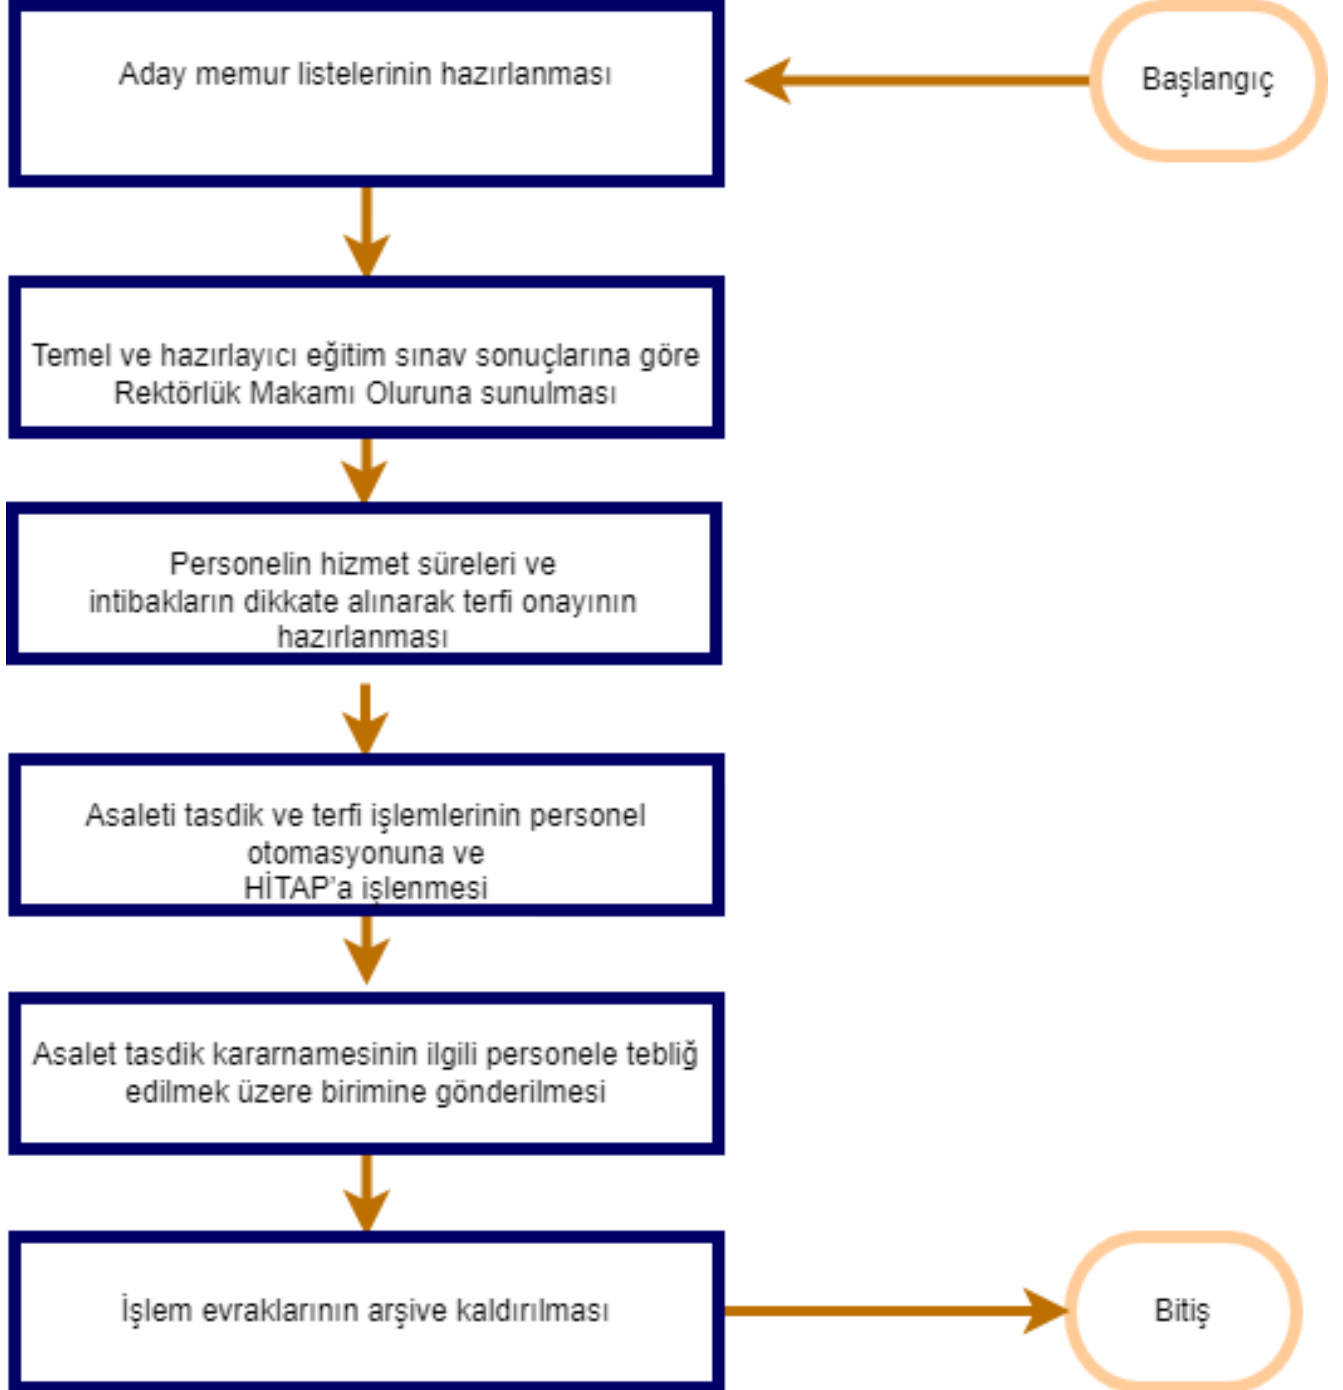 Aday memur listelerinin hazırlanması
Başlangıç
Temel ve hazırlayıcı eğitim sınav sonuçlarına göre
Rektörlük Makamı Oluruna sunulması
Personelin hizmet süreleri ve
intibakların dikkate alınarak terfi onayının
hazırlanması
Asaleti tasdik ve terfi işlemlerinin personel
otomasyonuna ve
HİTAP’a işlenmesi
Asalet tasdik kararnamesinin ilgili personele tebliğ
edilmek üzere birimine gönderilmesi
İşlem evraklarının arşive kaldırılması
Bitiş